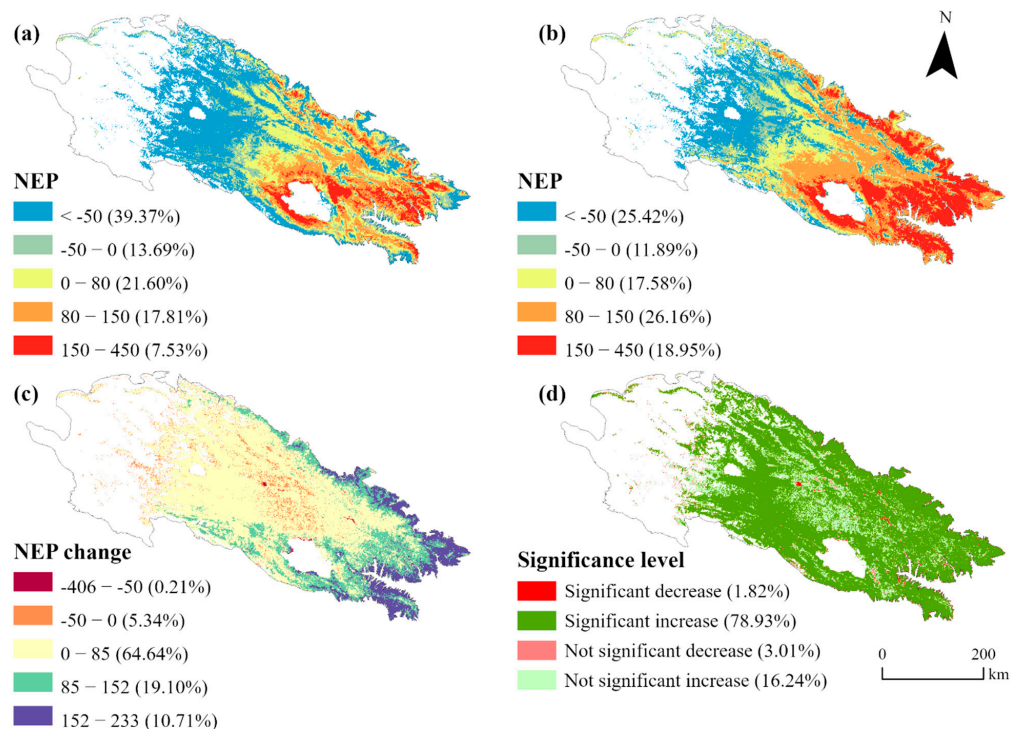 (a)
NEP
< -50 (39.37%)
-50 – 0 (13.69%)
0 – 80 (21.60%)
80 – 150 (17.81%)
150 – 450 (7.53%)
(b)
N
NEP
< -50 (25.42%)
-50 – 0 (11.89%)
0 – 80 (17.58%)
80 – 150 (26.16%)
150 – 450 (18.95%)
(c)
NEP change
-406 – -50 (0.21%)
-50 – 0 (5.34%)
0 – 85 (64.64%)
85 – 152 (19.10%)
152 – 233 (10.71%)
(d)
Significance level
Significant decrease (1.82%)
Significant increase (78.93%)
Not significant decrease (3.01%)
Not significant increase (16.24%)
0 200
km